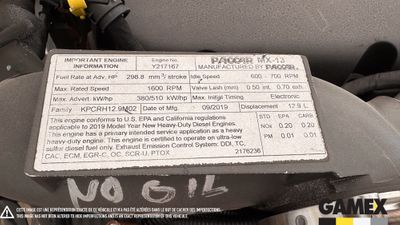 IMPORTANT ENGINE INFORMATION
Engine No. Y217167
PACCAR MX-13
MANUFACTURED BY PACCAR
Fuel Rate at Adv. HP 298.8 mm³/stroke Idle Speed 600 - 700 RPM
Max. Rated Speed 1600 RPM Valve Lash (mm) 0.50 int. 0.70 exh.
Max. Advert. kW/hp 380/510 kW/hp Initial Timing Electronic
Family KPCRH12.9M02 09/2019 Displacement 12.9 L
This engine conforms to U.S. EPA and California regulations
applicable to 2019 Model Year New Heavy-Duty Diesel Engines.
This engine has a primary intended service application as a heavy
heavy-duty engine. This engine is certified to operate on ultra-low
sulfur diesel fuel only. Exhaust Emission Control System: DDI, TC,
CAC, ECM, EGR-C, OC, SCR-U, PTOX
STD EPA CARB
NOx 0.20 0.20
PM 0.01 0.01
2176236
NO OIL
GAMEX